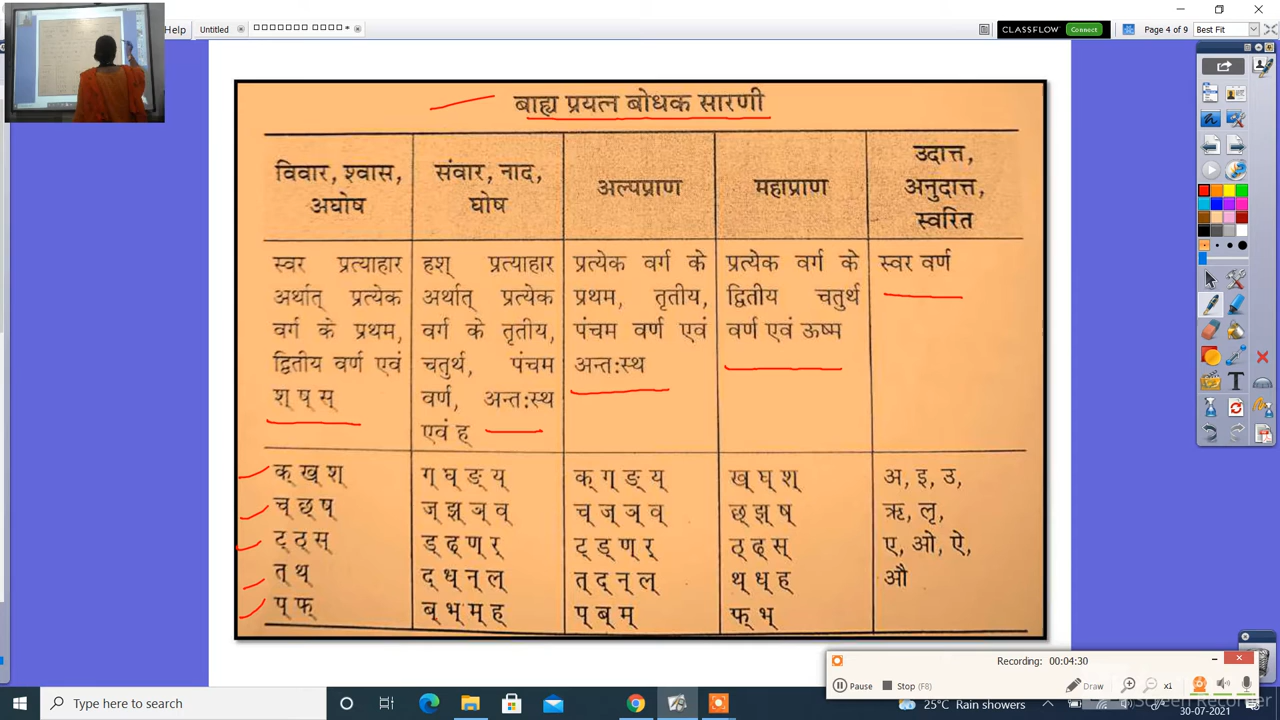 Help
Untitled
CLASSFLOW Connect
Page 4 of 9
Best Fit
बाह्य प्रयत्न बोधक सारणी
विवार, श्वास,
अघोष
संवार, नाद,
घोष
अल्पप्राण
महाप्राण
उदात्त,
अनुदात्त,
स्वरित
स्वर प्रत्याहार
अर्थात् प्रत्येक
वर्ग के प्रथम,
द्वितीय वर्ण एवं
श् ष् स्
हश् प्रत्याहार
अर्थात् प्रत्येक
वर्ग के तृतीय,
चतुर्थ, पंचम
वर्ण, अन्त:स्थ
एवं ह्
प्रत्येक वर्ग के
प्रथम, तृतीय,
पंचम वर्ण एवं
अन्त:स्थ
प्रत्येक वर्ग के
द्वितीय चतुर्थ
वर्ण एवं ऊष्म
स्वर वर्ण
क् ख् श्
च् छ् ष्
ट् ठ् स्
त् थ्
प् फ्
ग् घ् ङ् य्
ज् झ् ञ् व्
ड् ढ् ण् र्
द् ध् न् ल्
ब् भ् म् ह्
क् ग् ङ् य्
च् ज् ञ् व्
ट् ड् ण् र्
त् द् न् ल्
प् ब् म्
ख् घ् श्
छ् झ् ष्
ठ् ढ् स्
थ् ध् ह्
फ् भ्
अ, इ, उ,
ऋ, लृ,
ए, ओ, ऐ,
औ
Recording: 00:04:30
Pause
Stop (F8)
x1
Draw
Type here to search
25°C Rain showers
30-07-2021
Screen Recorder